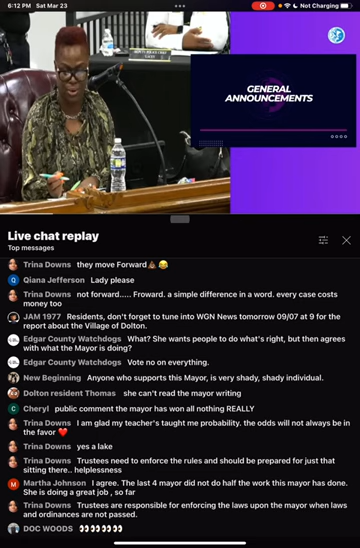 6:12 PM Sat Mar 23
Not Charging
GENERAL
ANNOUNCEMENTS
Live chat replay
Top messages
Trina Downs they move Forward💩😂
Q Qiana Jefferson Lady please
Trina Downs not forward..... Froward. a simple difference in a word. every case costs
money too
JAM 1977 Residents, don't forget to tune into WGN News tomorrow 09/07 at 9 for the
report about the Village of Dolton.
Edgar County Watchdogs What? She wants people to do what's right, but then agrees
with what the Mayor is doing?
Edgar County Watchdogs Vote no on everything.
New Beginning Anyone who supports this Mayor, is very shady, shady individual.
Dolton resident Thomas she can't read the mayor writing
C Cheryl public comment the mayor has won all nothing REALLY
Trina Downs I am glad my teacher's taught me probability. the odds will not always be in
the favor ❤️
Trina Downs yes a lake
Trina Downs Trustees need to enforce the rules and should be prepared for just that
sitting there.. helplessness
M Martha Johnson I agree. The last 4 mayor did not do half the work this mayor has done.
She is doing a great job , so far
Trina Downs Trustees are responsible for enforcing the laws upon the mayor when laws
and ordinances are not passed.
DOC WOODS 👀👀👀👀👀👀